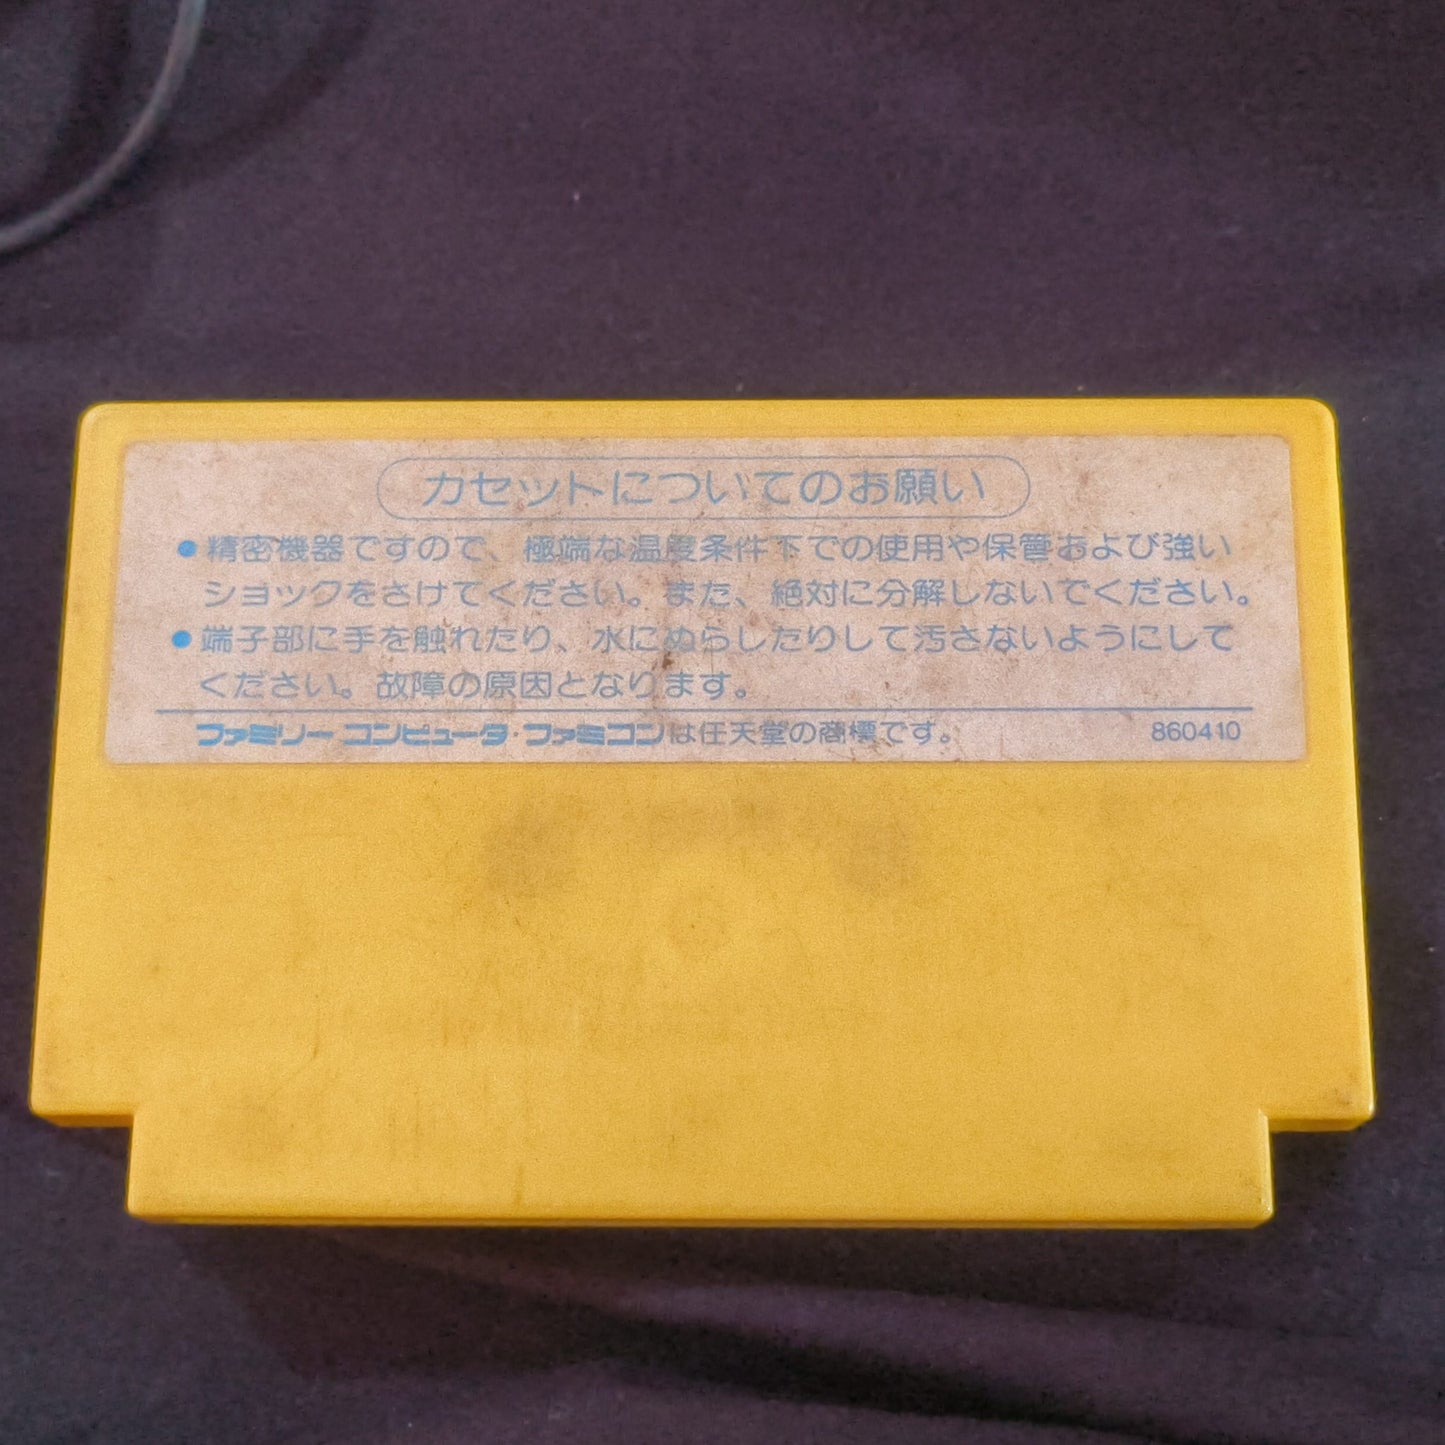 カセットについてのお願い
●精密機器ですので、極端な温度条件下での使用や保管および強い
ショックをさけてください。また、絶対に分解しないでください。
●端子部に手を触れたり、水にぬらしたりして汚さないようにして
ください。故障の原因となります。
ファミリーコンピュータ・ファミコンは任天堂の商標です。 860410